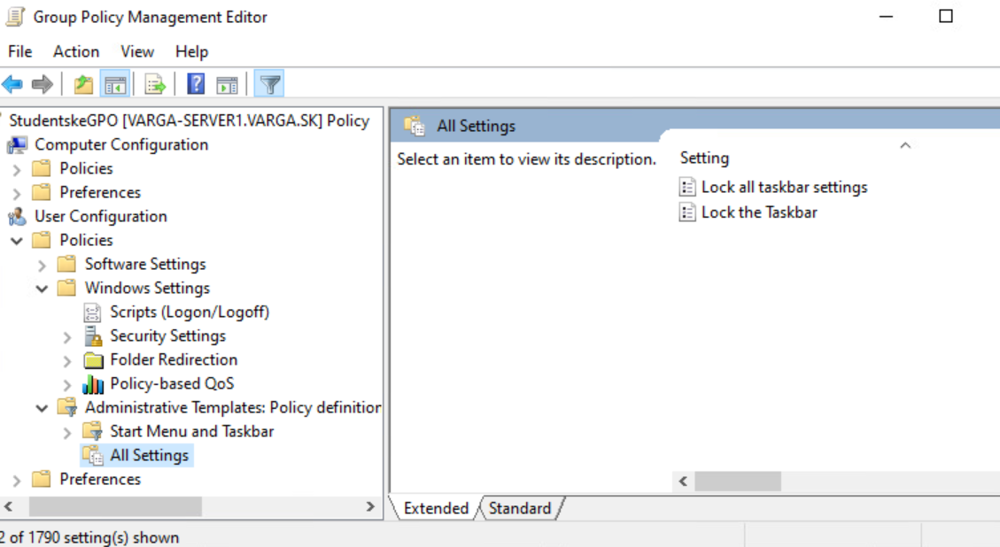 Group Policy Management Editor
File Action View Help
StudentskeGPO [VARGA-SERVER1.VARGA.SK] Policy
Computer Configuration
Policies
Preferences
User Configuration
Policies
Software Settings
Windows Settings
Scripts (Logon/Logoff)
Security Settings
Folder Redirection
Policy-based QoS
Administrative Templates: Policy definition
Start Menu and Taskbar
All Settings
Preferences
All Settings
Select an item to view its description.
Setting
Lock all taskbar settings
Lock the Taskbar
Extended Standard
2 of 1790 setting(s) shown